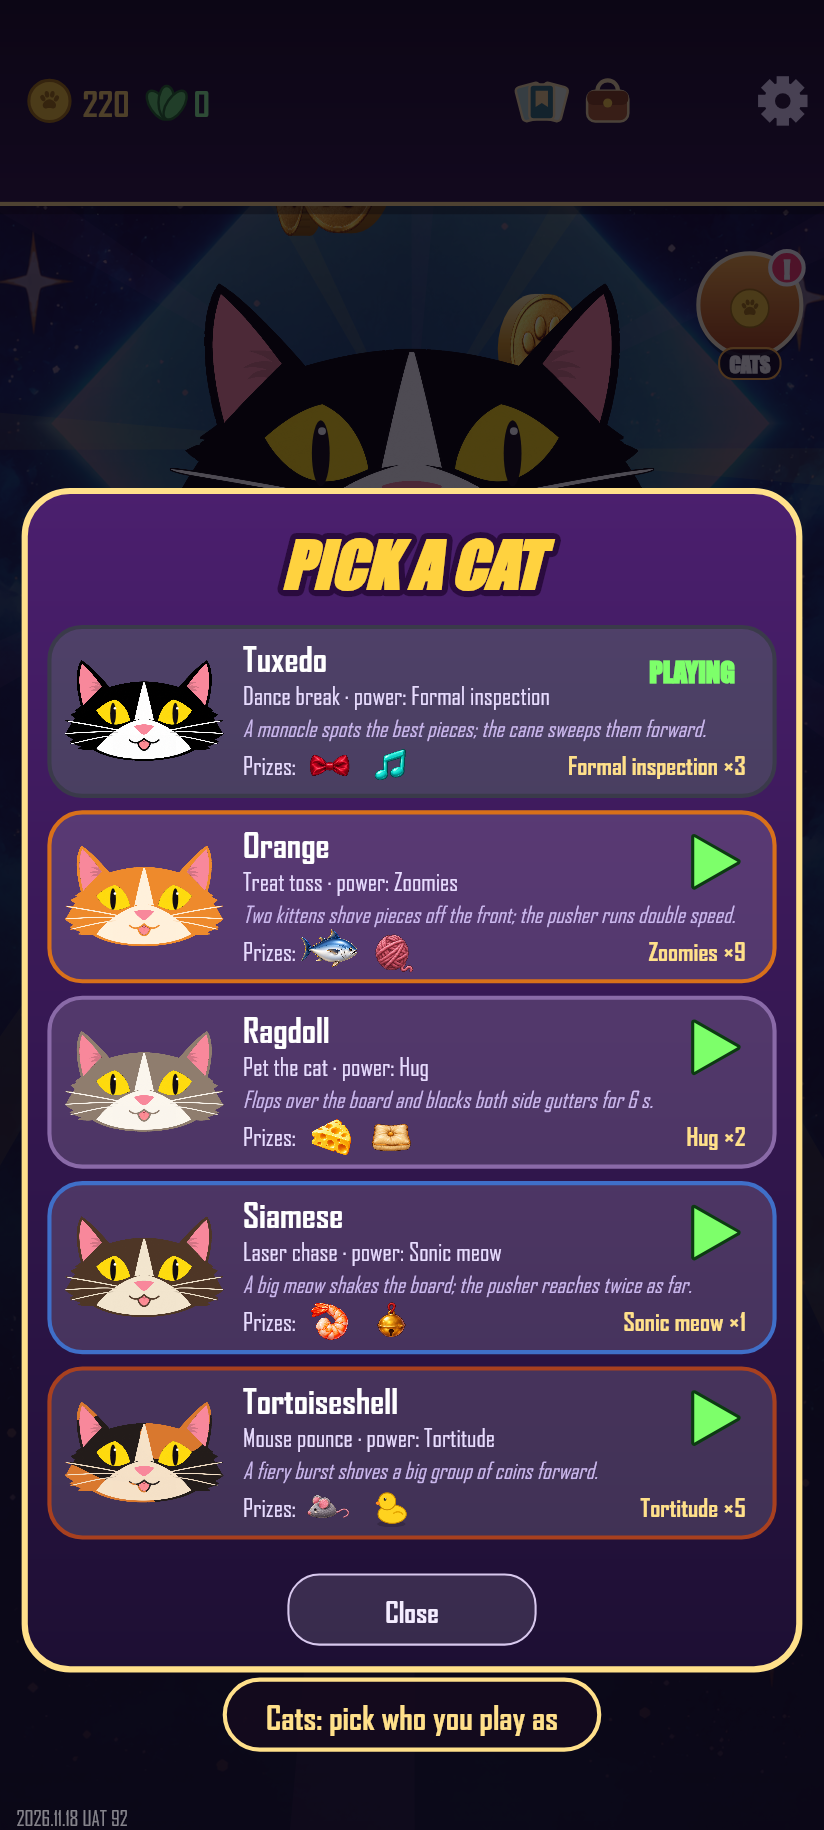 220 0
!
CATS
PICK A CAT
Tuxedo
PLAYING
Dance break · power: Formal inspection
A monocle spots the best pieces; the cane sweeps them forward.
Prizes: Formal inspection ×3
Orange
Treat toss · power: Zoomies
Two kittens shove pieces off the front; the pusher runs double speed.
Prizes: Zoomies ×9
Ragdoll
Pet the cat · power: Hug
Flops over the board and blocks both side gutters for 6 s.
Prizes: Hug ×2
Siamese
Laser chase · power: Sonic meow
A big meow shakes the board; the pusher reaches twice as far.
Prizes: Sonic meow ×1
Tortoiseshell
Mouse pounce · power: Tortitude
A fiery burst shoves a big group of coins forward.
Prizes: Tortitude ×5
Close
Cats: pick who you play as
2026.11.18 UAT 92